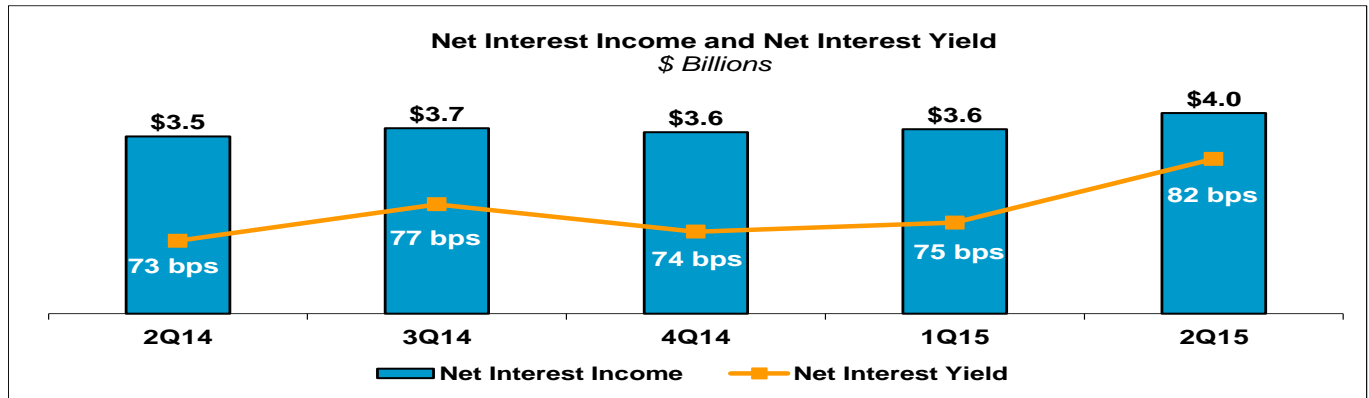 Net Interest Income and Net Interest Yield
$ Billions
$3.5 $3.7 $3.6 $3.6 $4.0
73 bps 77 bps 74 bps 75 bps 82 bps
2Q14 3Q14 4Q14 1Q15 2Q15
Net Interest Income Net Interest Yield